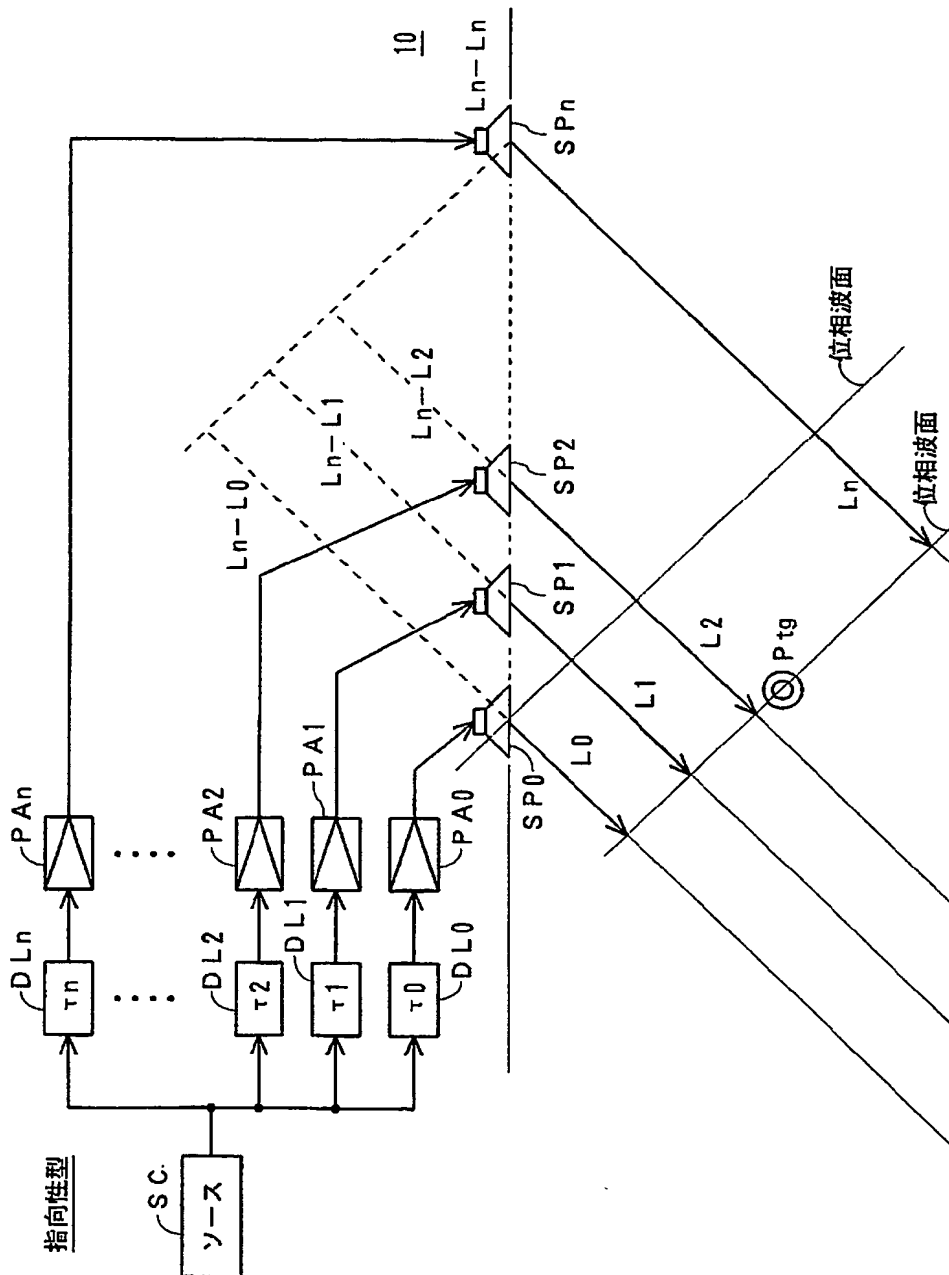 指向性型
ソース
SC.
DLn
τn
PAn
DL2
τ2
PA2
DL1
τ1
PA1
DL0
τ0
PA0
10
Ln−L0
Ln−L1
Ln−L2
Ln−Ln
SP0
SP1
SP2
SPn
L0
L1
L2
Ln
Ptg
位相波面
位相波面